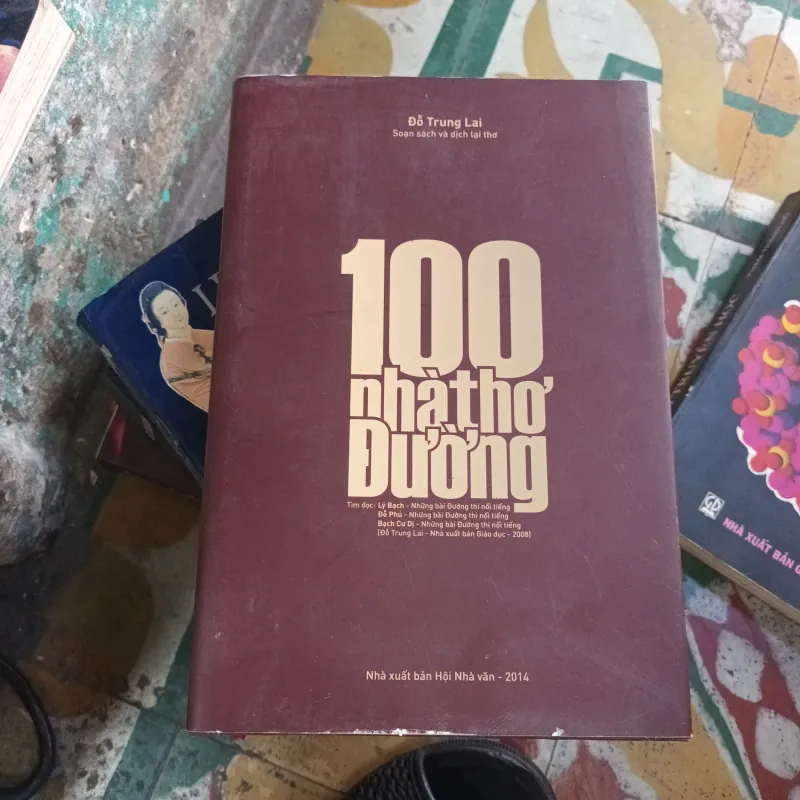 Đỗ Trung Lai
Soạn sách và dịch lại thơ
100
nhà thơ
Đường
Tìm đọc: Lý Bạch - Những bài Đường thi nổi tiếng
Đỗ Phủ - Những bài Đường thi nổi tiếng
Bạch Cư Dị - Những bài Đường thi nổi tiếng
(Đỗ Trung Lai - Nhà xuất bản Giáo dục - 2008)
Nhà xuất bản Hội Nhà văn - 2014
NHÀ XUẤT BẢN G